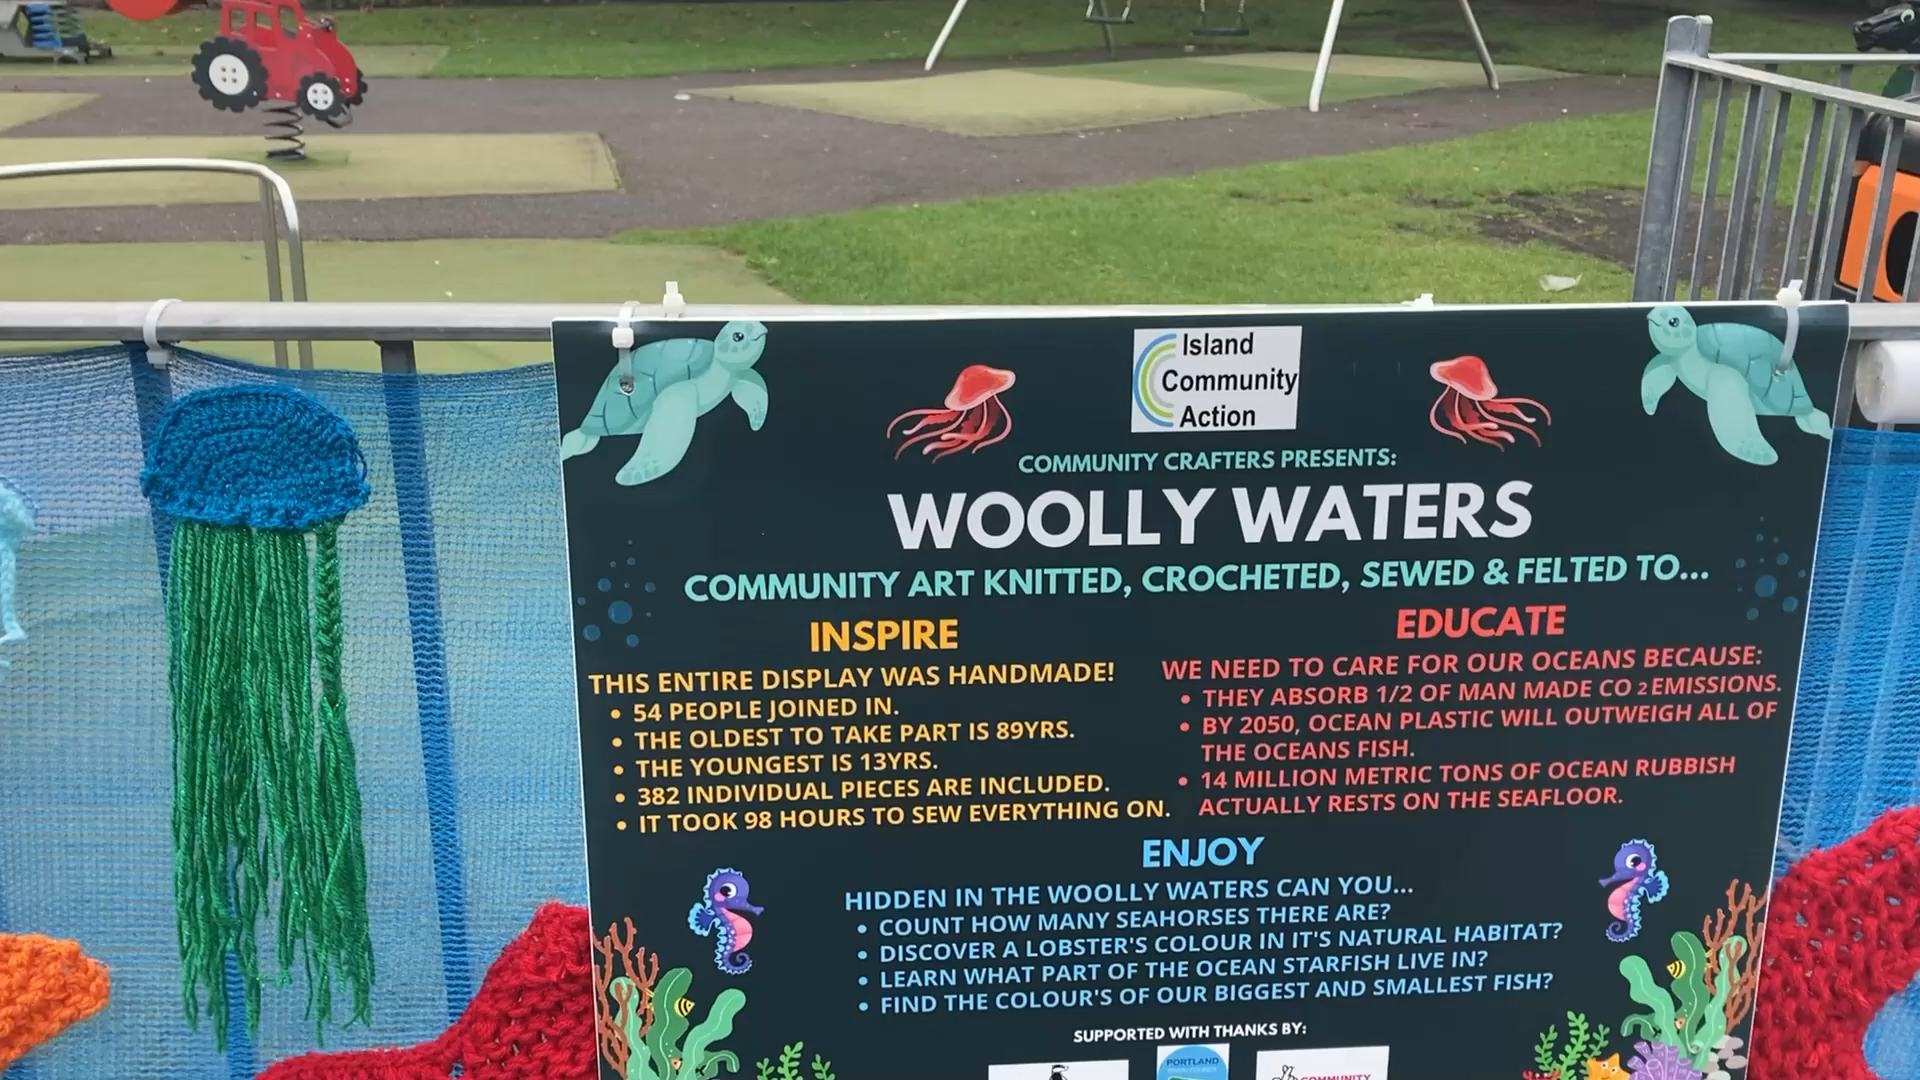 Island
Community
Action
COMMUNITY CRAFTERS PRESENTS:
WOOLLY WATERS
COMMUNITY ART KNITTED, CROCHETED, SEWED & FELTED TO...
INSPIRE
THIS ENTIRE DISPLAY WAS HANDMADE!
• 54 PEOPLE JOINED IN.
• THE OLDEST TO TAKE PART IS 89YRS.
• THE YOUNGEST IS 13YRS.
• 382 INDIVIDUAL PIECES ARE INCLUDED.
• IT TOOK 98 HOURS TO SEW EVERYTHING ON.
EDUCATE
WE NEED TO CARE FOR OUR OCEANS BECAUSE:
• THEY ABSORB 1/2 OF MAN MADE CO 2 EMISSIONS.
• BY 2050, OCEAN PLASTIC WILL OUTWEIGH ALL OF
THE OCEANS FISH.
• 14 MILLION METRIC TONS OF OCEAN RUBBISH
ACTUALLY RESTS ON THE SEAFLOOR.
ENJOY
HIDDEN IN THE WOOLLY WATERS CAN YOU...
• COUNT HOW MANY SEAHORSES THERE ARE?
• DISCOVER A LOBSTER'S COLOUR IN IT'S NATURAL HABITAT?
• LEARN WHAT PART OF THE OCEAN STARFISH LIVE IN?
• FIND THE COLOUR'S OF OUR BIGGEST AND SMALLEST FISH?
SUPPORTED WITH THANKS BY:
PORTLAND
TOWN COUNCIL
COMMUNITY